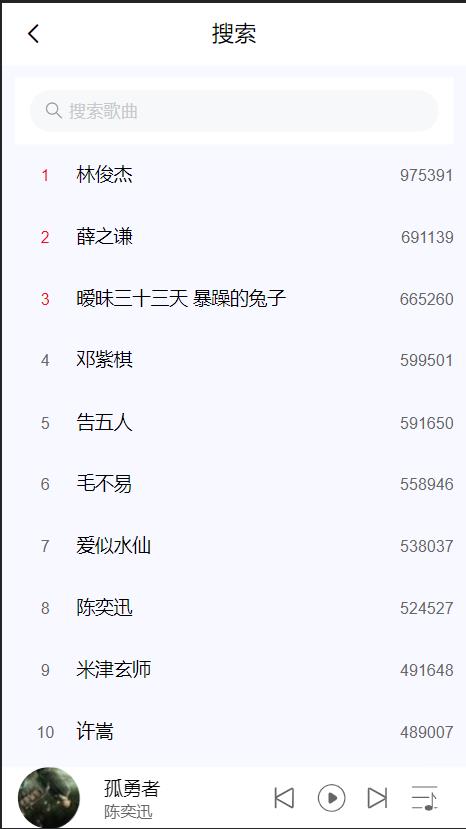 搜索
搜索歌曲
1 林俊杰 975391
2 薛之谦 691139
3 暧昧三十三天 暴躁的兔子 665260
4 邓紫棋 599501
5 告五人 591650
6 毛不易 558946
7 爱似水仙 538037
8 陈奕迅 524527
9 米津玄师 491648
10 许嵩 489007
孤勇者
陈奕迅